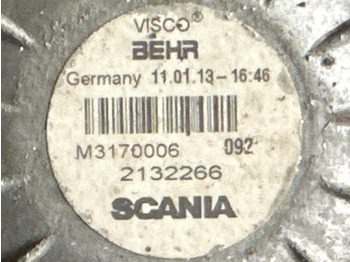 VISCO®
BEHR
Germany 11.01.13-16:46
M3170006 092
2132266
SCANIA